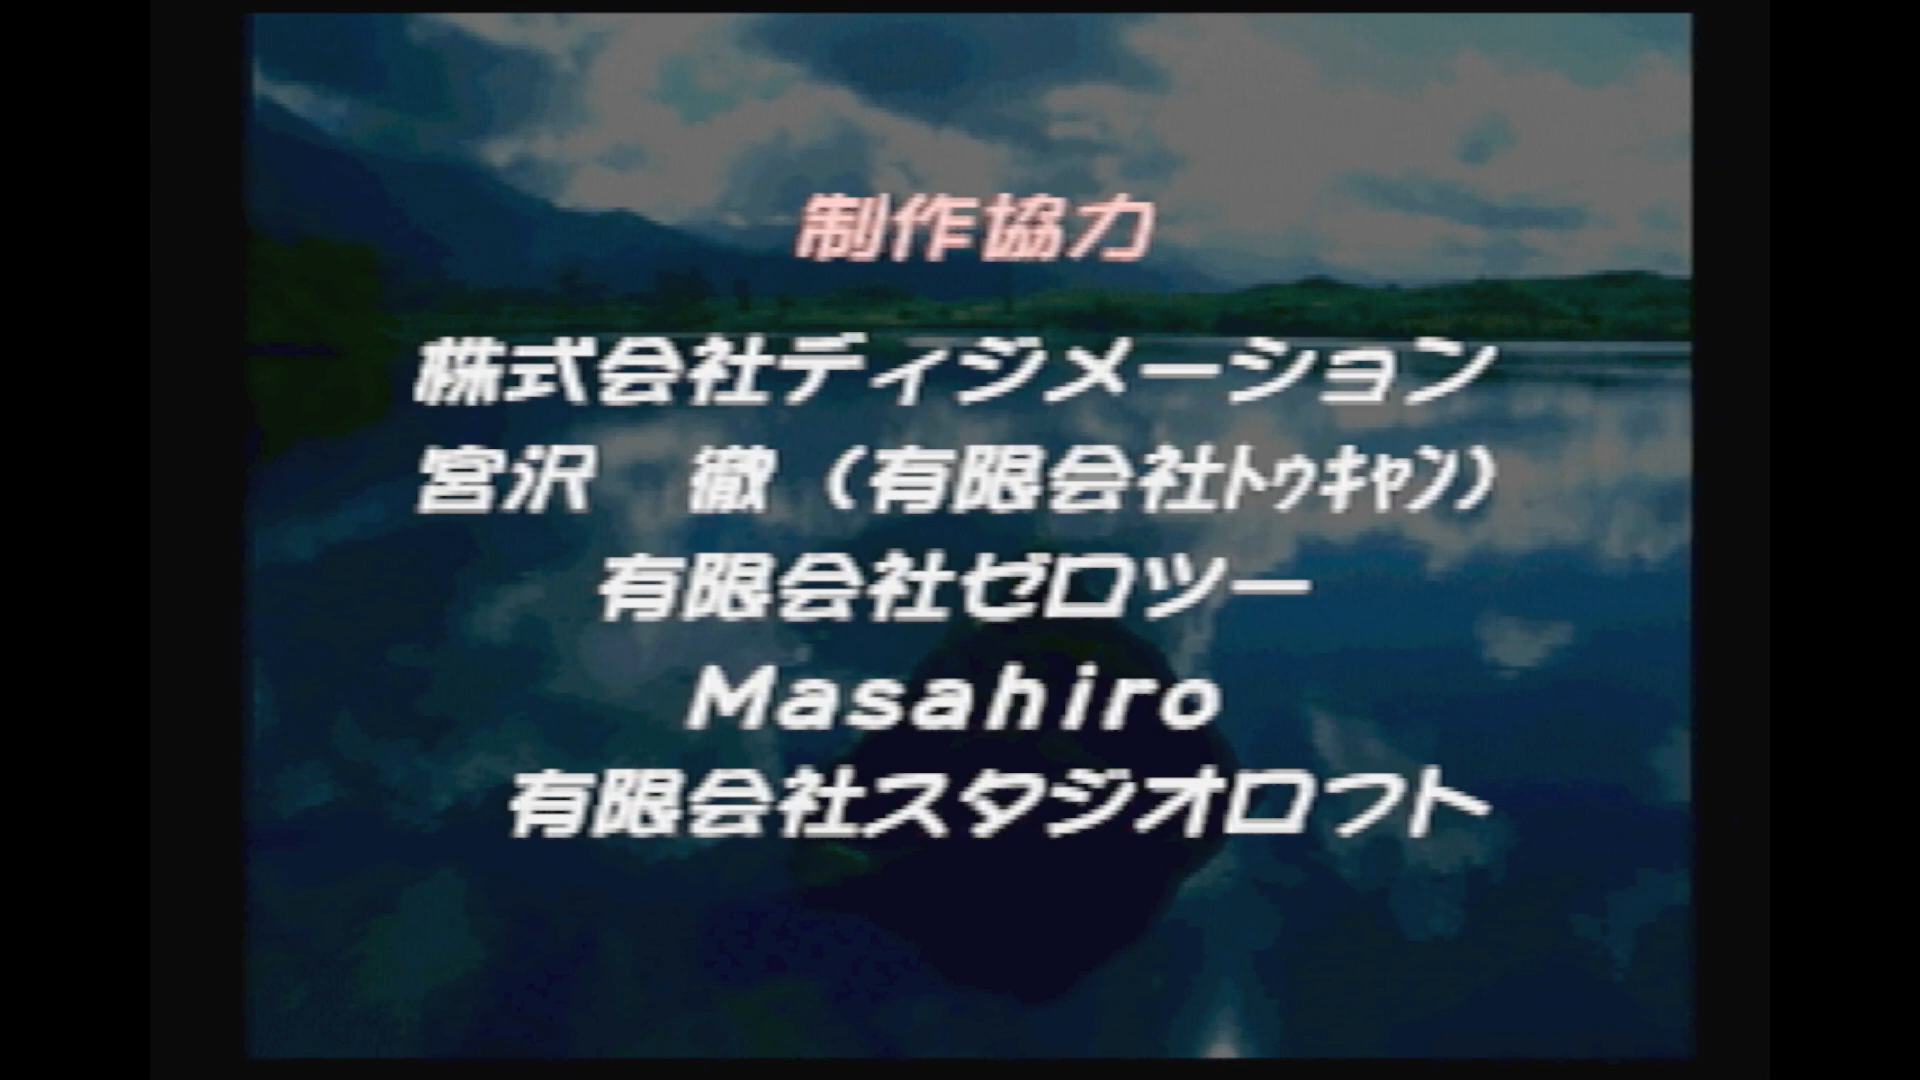 制作協力
株式会社ディジメーション
宮沢　徹（有限会社ﾄｩｷｬﾝ）
有限会社ゼロツー
Masahiro
有限会社スタジオロフト